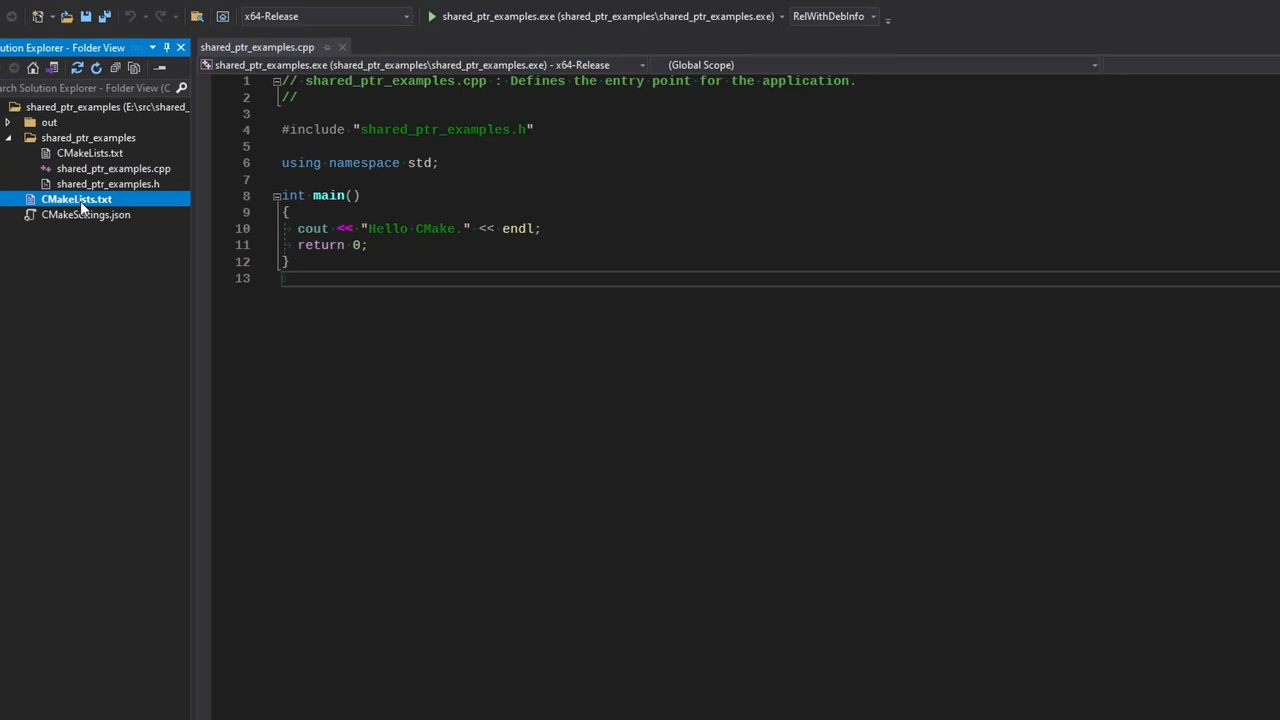 x64-Release
shared_ptr_examples.exe (shared_ptr_examples\shared_ptr_examples.exe)
RelWithDebInfo
ution Explorer - Folder View
shared_ptr_examples.cpp
shared_ptr_examples.exe (shared_ptr_examples\shared_ptr_examples.exe) - x64-Release
(Global Scope)
arch Solution Explorer - Folder View (C
shared_ptr_examples (E:\src\shared_
out
shared_ptr_examples
CMakeLists.txt
shared_ptr_examples.cpp
shared_ptr_examples.h
CMakeLists.txt
CMakeSettings.json
1 // shared_ptr_examples.cpp : Defines the entry point for the application.
2 //
3
4 #include "shared_ptr_examples.h"
5
6 using namespace std;
7
8 int main()
9 {
10 cout << "Hello CMake." << endl;
11 return 0;
12 }
13